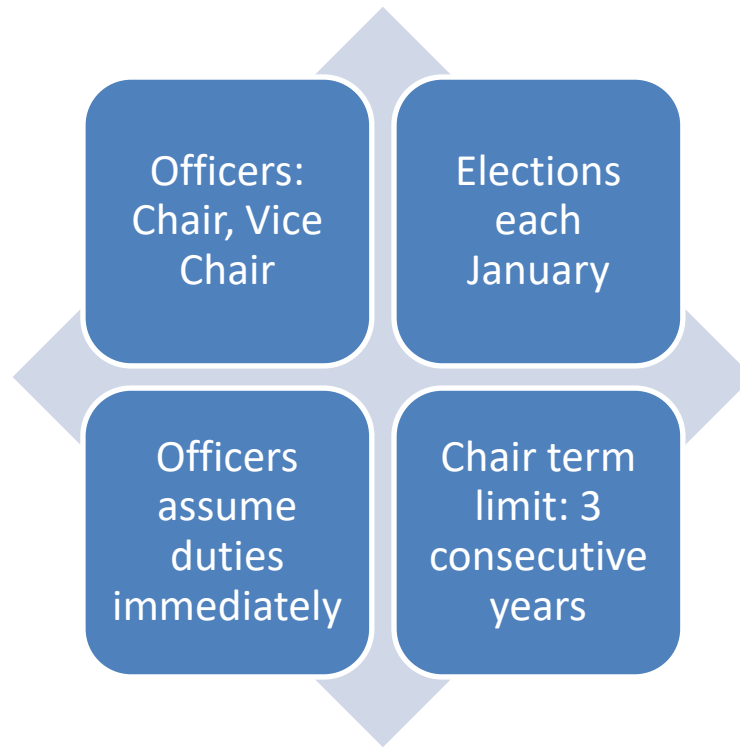 Officers:
Chair, Vice
Chair
Elections
each
January
Officers
assume
duties
immediately
Chair term
limit: 3
consecutive
years